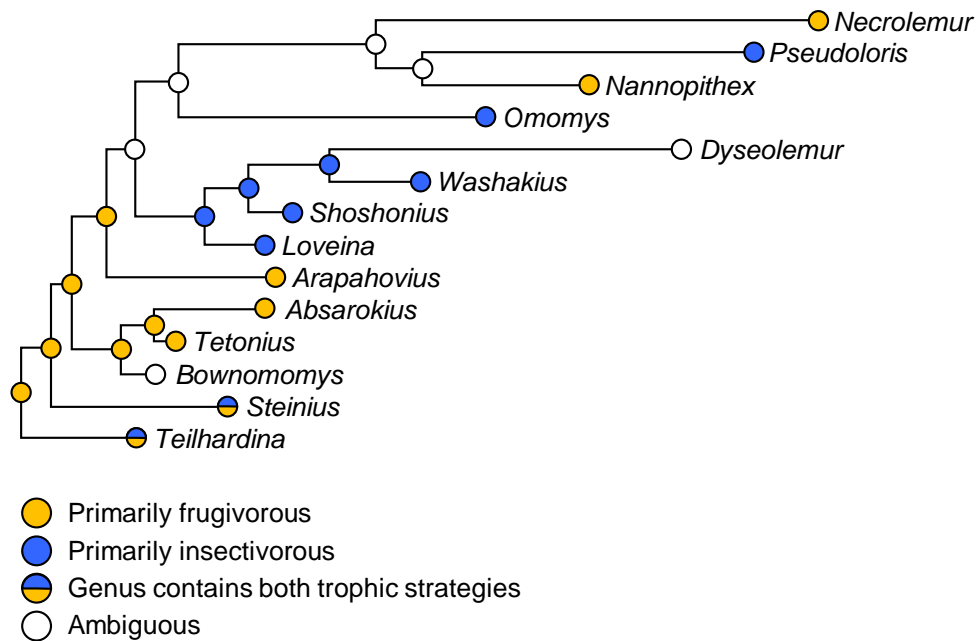 Necrolemur
Pseudoloris
Nannopithex
Omomys
Dyseolemur
Washakius
Shoshonius
Loveina
Arapahovius
Absarokius
Tetonius
Bownomomys
Steinius
Teilhardina
Primarily frugivorous
Primarily insectivorous
Genus contains both trophic strategies
Ambiguous